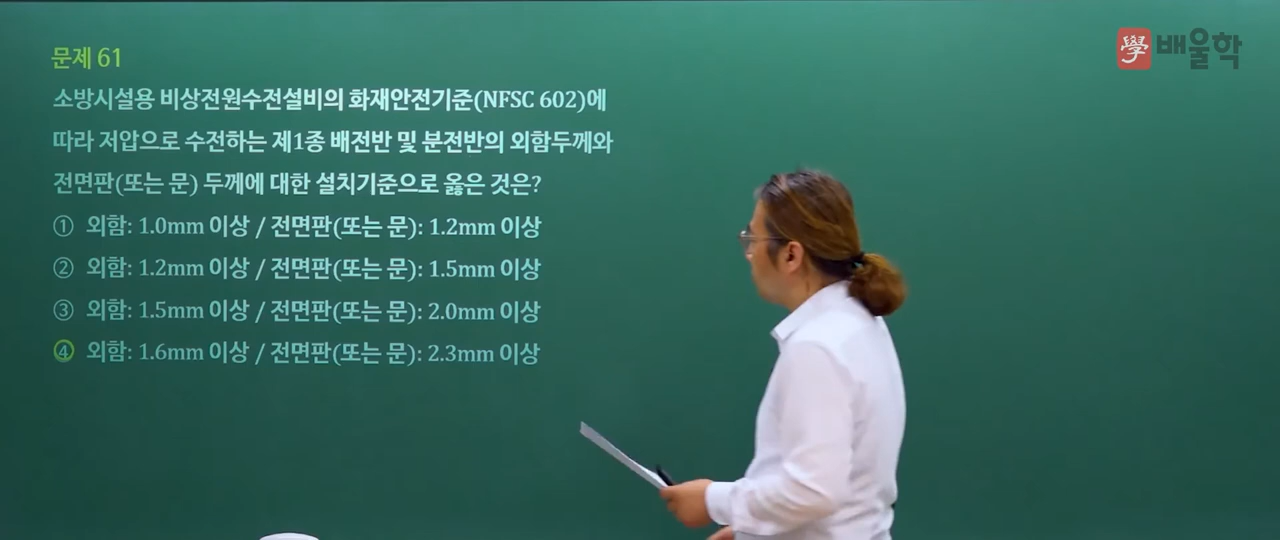 學 배울학
문제 61
소방시설용 비상전원수전설비의 화재안전기준(NFSC 602)에
따라 저압으로 수전하는 제1종 배전반 및 분전반의 외함두께와
전면판(또는 문) 두께에 대한 설치기준으로 옳은 것은?
① 외함: 1.0mm 이상 / 전면판(또는 문): 1.2mm 이상
② 외함: 1.2mm 이상 / 전면판(또는 문): 1.5mm 이상
③ 외함: 1.5mm 이상 / 전면판(또는 문): 2.0mm 이상
④ 외함: 1.6mm 이상 / 전면판(또는 문): 2.3mm 이상